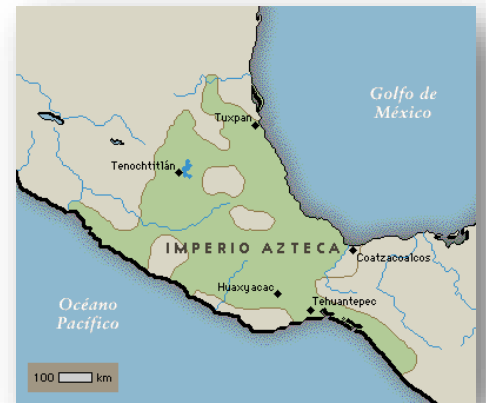 Golfo de
México
Tuxpan
Tenochtitlán
IMPERIO AZTECA
Coatzacoalcos
Huaxyacac
Tehuantepec
Océano
Pacífico
100 km